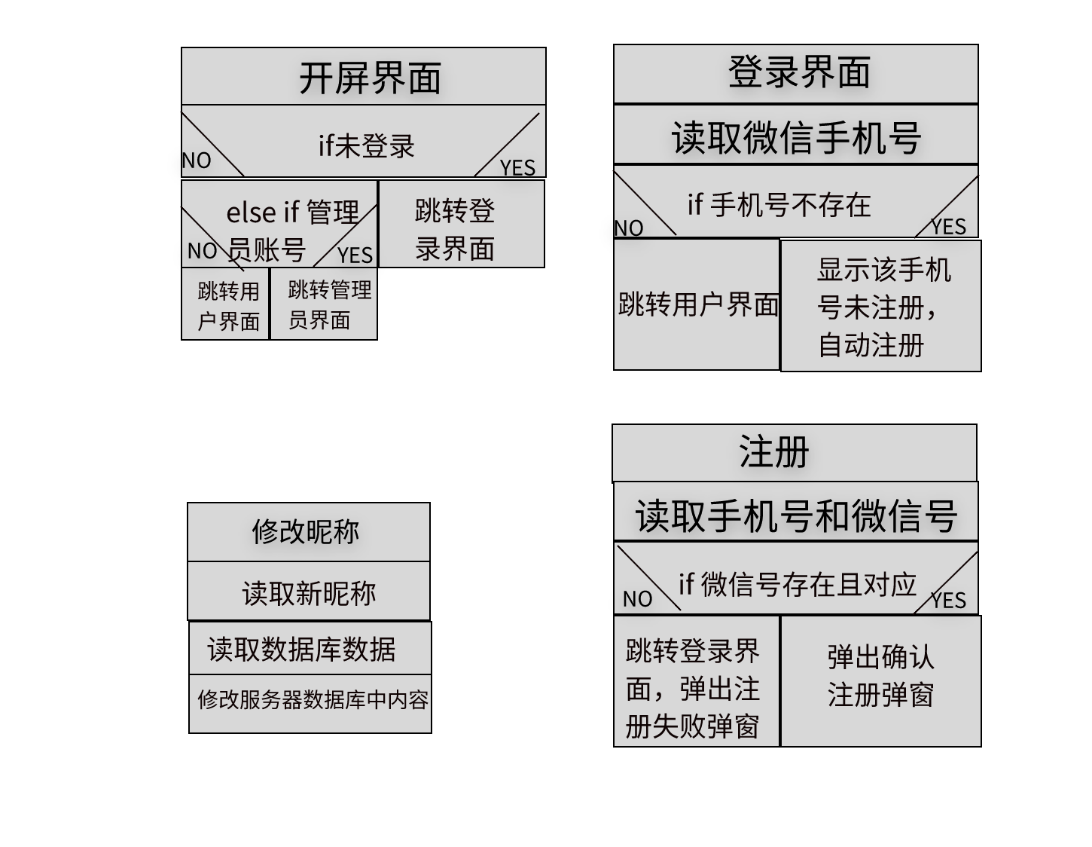 开屏界面
if未登录
NO
YES
else if 管理
员账号
NO
YES
跳转登
录界面
跳转用
户界面
跳转管理
员界面
登录界面
读取微信手机号
if 手机号不存在
NO
YES
跳转用户界面
显示该手机
号未注册，
自动注册
修改昵称
读取新昵称
读取数据库数据
修改服务器数据库中内容
注册
读取手机号和微信号
if 微信号存在且对应
NO
YES
跳转登录界
面，弹出注
册失败弹窗
弹出确认
注册弹窗